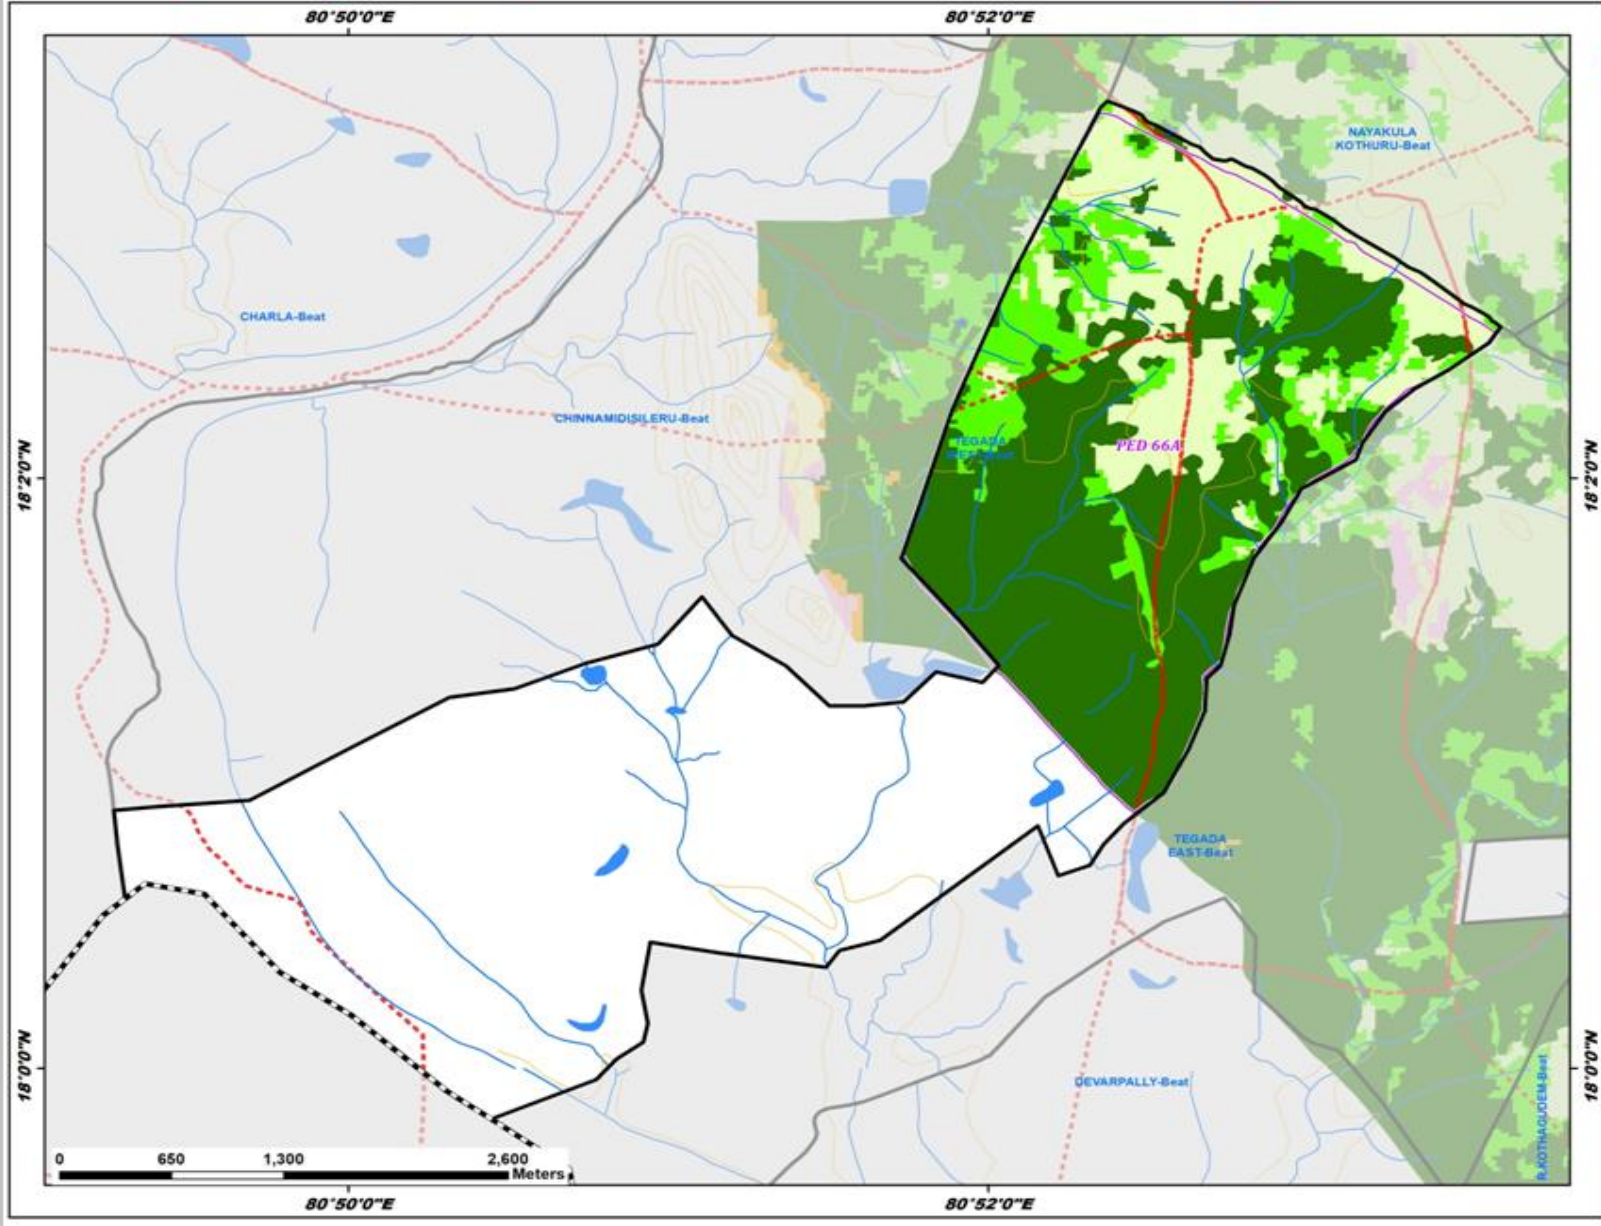 80°50'0"E
80°52'0"E
NAYAKULA
KOTHURU-Beat
CHARLA-Beat
CHINNAMIDISILERU-Beat
TEGADA
PED 66A
18°2'0"N
18°2'0"N
TEGADA
EAST-Beat
18°0'0"N
18°0'0"N
DEVARPALLY-Beat
R.KOTHAGUDEM-Beat
0 650 1,300 2,600
Meters
80°50'0"E
80°52'0"E